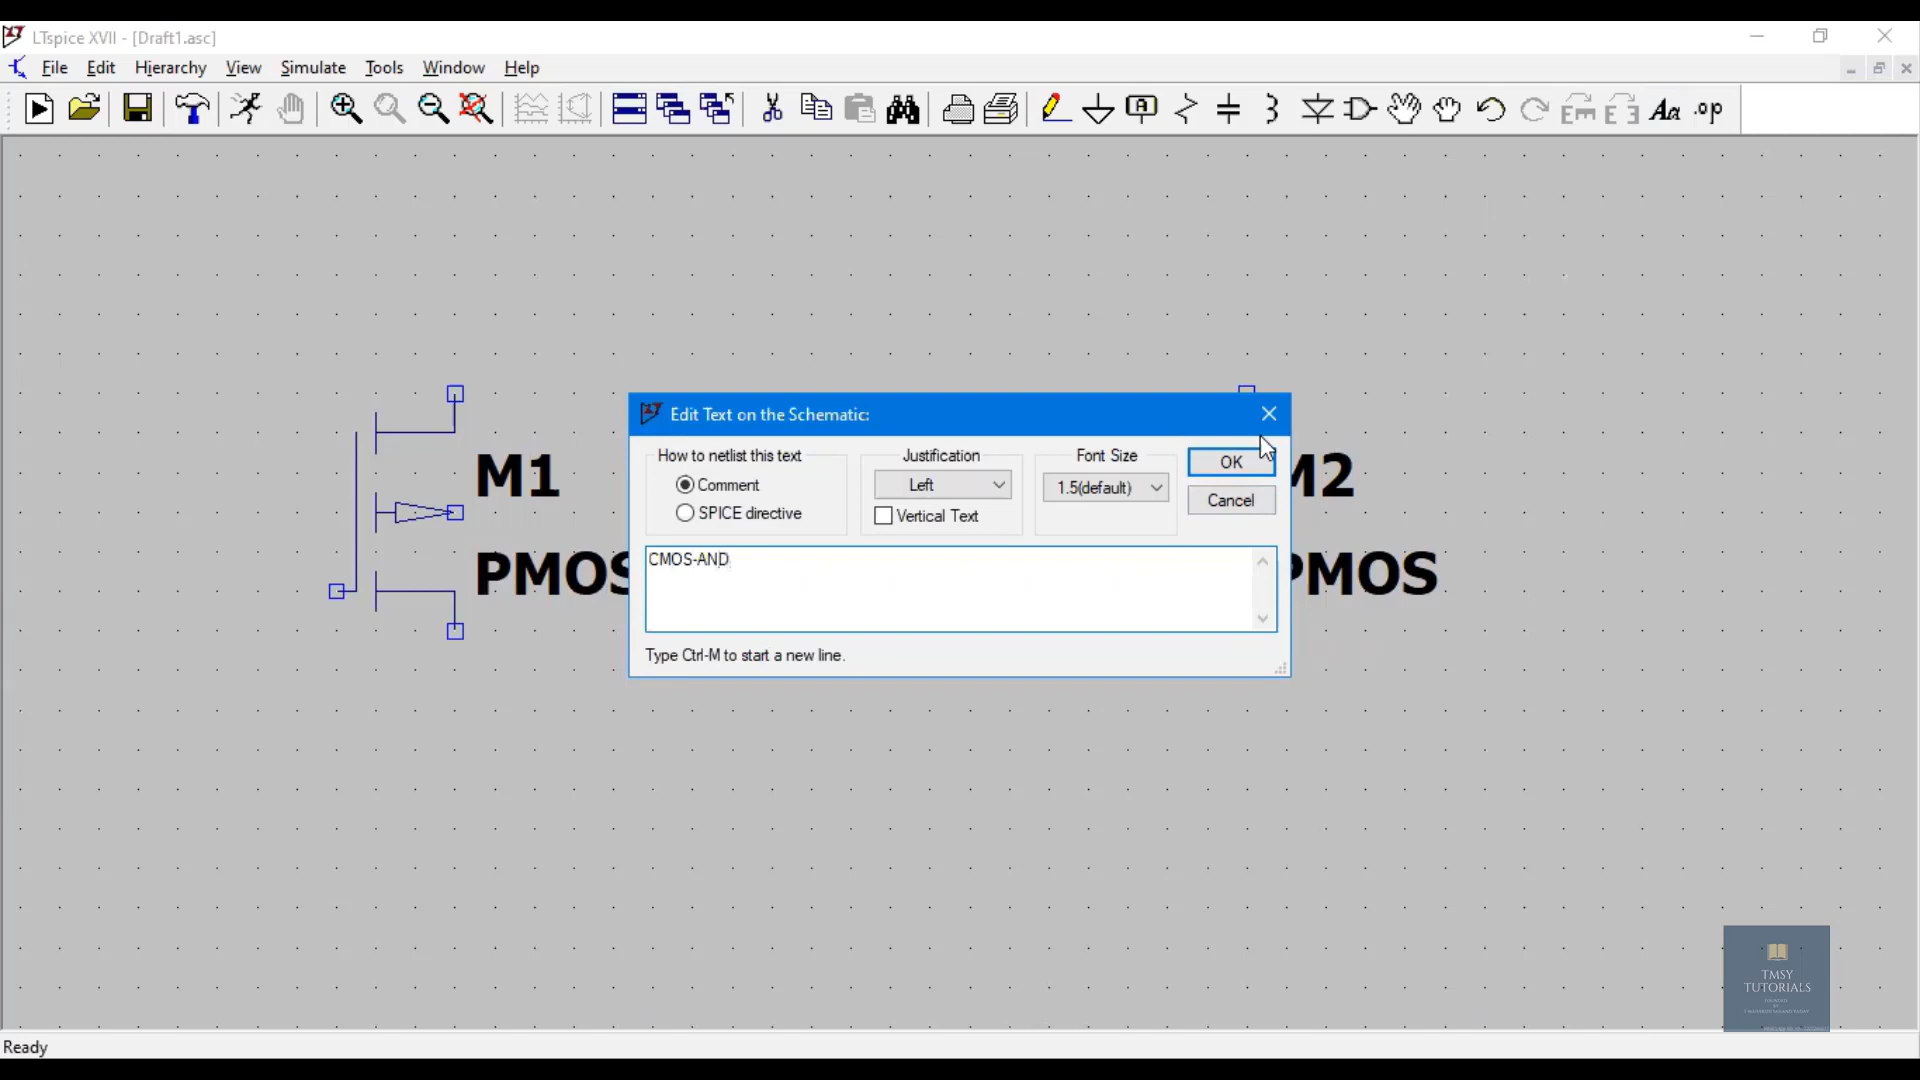 LTspice XVII - [Draft1.asc]
File Edit Hierarchy View Simulate Tools Window Help
A
Aa .op
Edit Text on the Schematic:
How to netlist this text
Justification
Font Size
Comment
Left
1.5(default)
OK
SPICE directive
Vertical Text
Cancel
CMOS-AND
Type Ctrl-M to start a new line.
M1
PMOS
M2
PMOS
TMSY
TUTORIALS
Ready